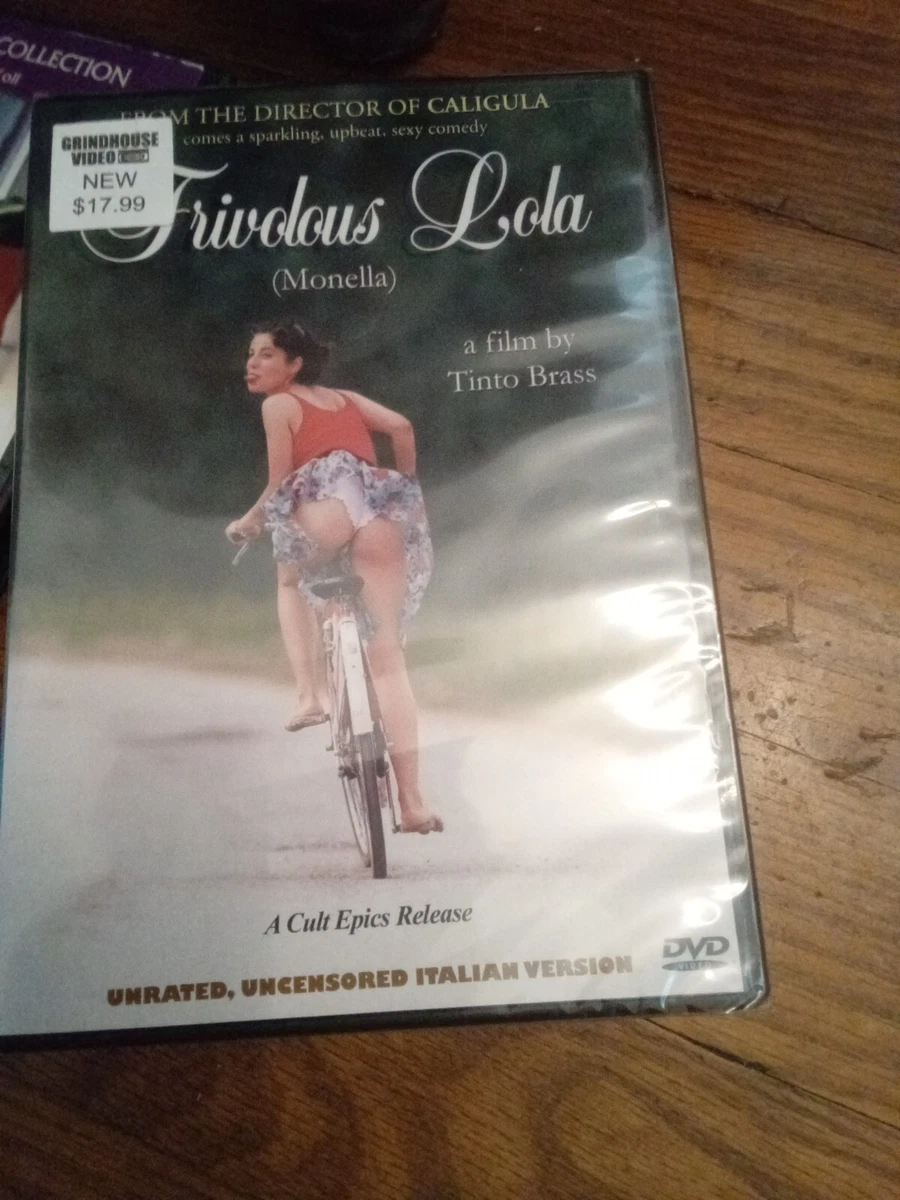 COLLECTION
FROM THE DIRECTOR OF CALIGULA
comes a sparkling, upbeat, sexy comedy
GRINDHOUSE
VIDEO
NEW
$17.99
Frivolous Lola
(Monella)
a film by
Tinto Brass
A Cult Epics Release
DVD
VIDEO
UNRATED, UNCENSORED ITALIAN VERSION